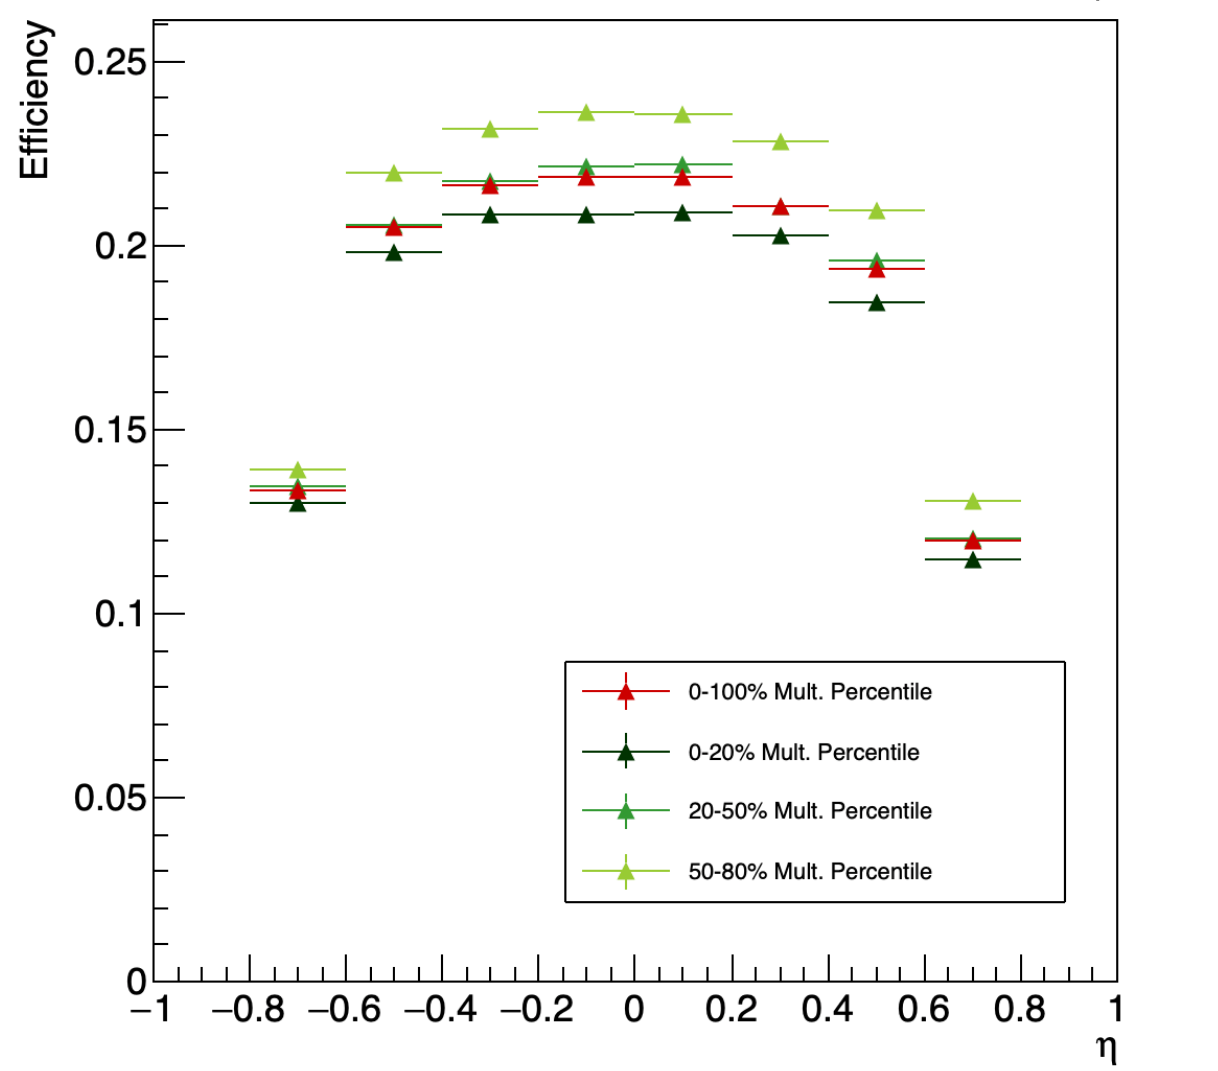 Efficiency
0.25
0.2
0.15
0.1
0.05
0
0-100% Mult. Percentile
0-20% Mult. Percentile
20-50% Mult. Percentile
50-80% Mult. Percentile
−1 −0.8 −0.6 −0.4 −0.2 0 0.2 0.4 0.6 0.8 1
η